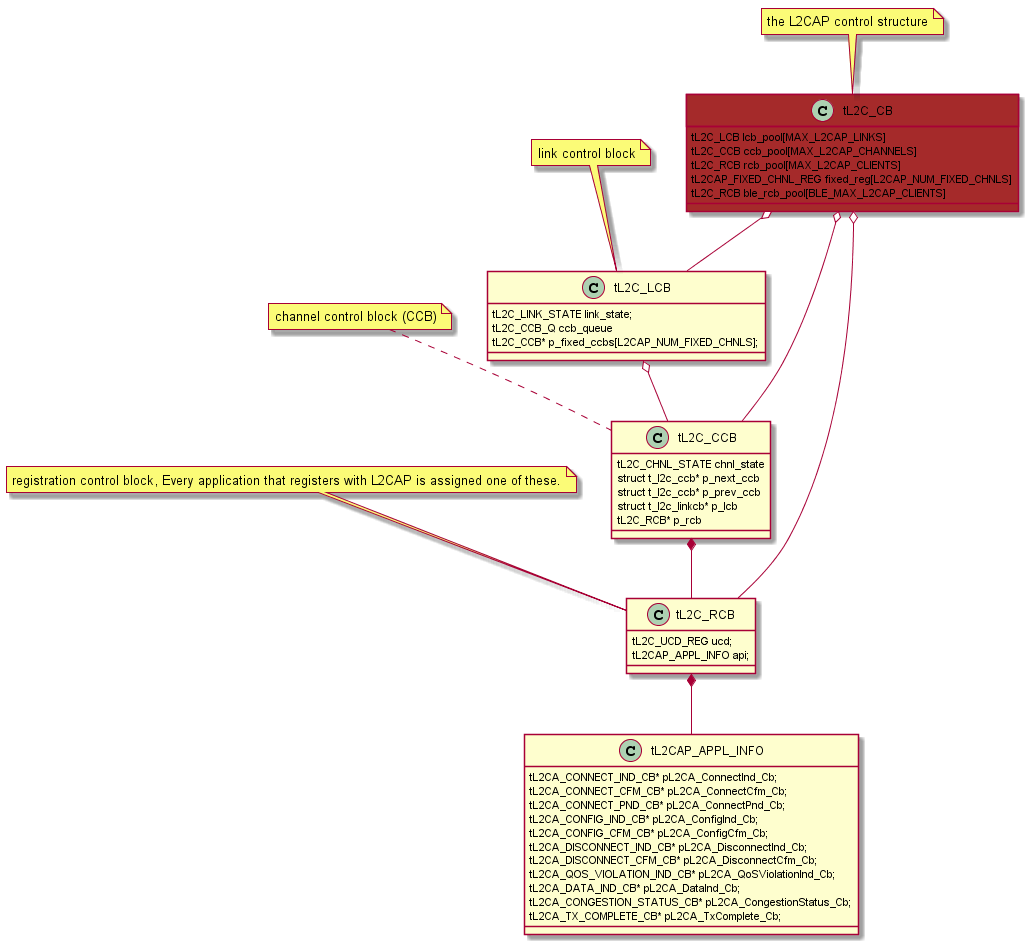 the L2CAP control structure
C tL2C_CB
tL2C_LCB lcb_pool[MAX_L2CAP_LINKS]
tL2C_CCB ccb_pool[MAX_L2CAP_CHANNELS]
tL2C_RCB rcb_pool[MAX_L2CAP_CLIENTS]
tL2CAP_FIXED_CHNL_REG fixed_reg[L2CAP_NUM_FIXED_CHNLS]
tL2C_RCB ble_rcb_pool[BLE_MAX_L2CAP_CLIENTS]
link control block
C tL2C_LCB
tL2C_LINK_STATE link_state;
tL2C_CCB_Q ccb_queue
tL2C_CCB* p_fixed_ccbs[L2CAP_NUM_FIXED_CHNLS];
channel control block (CCB)
C tL2C_CCB
tL2C_CHNL_STATE chnl_state
struct t_l2c_ccb* p_next_ccb
struct t_l2c_ccb* p_prev_ccb
struct t_l2c_linkcb* p_lcb
tL2C_RCB* p_rcb
registration control block, Every application that registers with L2CAP is assigned one of these.
C tL2C_RCB
tL2C_UCD_REG ucd;
tL2CAP_APPL_INFO api;
C tL2CAP_APPL_INFO
tL2CA_CONNECT_IND_CB* pL2CA_ConnectInd_Cb;
tL2CA_CONNECT_CFM_CB* pL2CA_ConnectCfm_Cb;
tL2CA_CONNECT_PND_CB* pL2CA_ConnectPnd_Cb;
tL2CA_CONFIG_IND_CB* pL2CA_ConfigInd_Cb;
tL2CA_CONFIG_CFM_CB* pL2CA_ConfigCfm_Cb;
tL2CA_DISCONNECT_IND_CB* pL2CA_DisconnectInd_Cb;
tL2CA_DISCONNECT_CFM_CB* pL2CA_DisconnectCfm_Cb;
tL2CA_QOS_VIOLATION_IND_CB* pL2CA_QoSViolationInd_Cb;
tL2CA_DATA_IND_CB* pL2CA_DataInd_Cb;
tL2CA_CONGESTION_STATUS_CB* pL2CA_CongestionStatus_Cb;
tL2CA_TX_COMPLETE_CB* pL2CA_TxComplete_Cb;